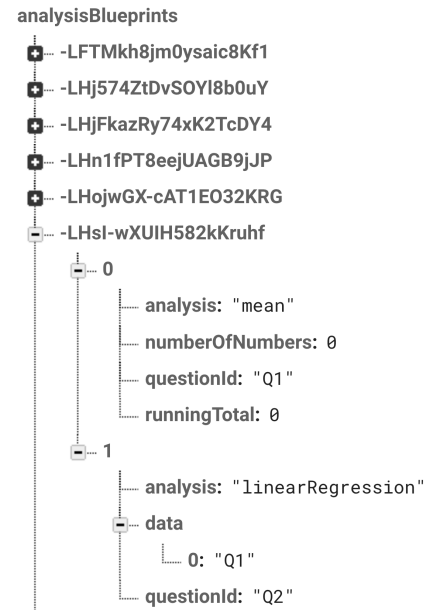 analysisBlueprints
-LFTMkh8jm0ysaic8Kf1
-LHj574ZtDvSOYl8b0uY
-LHjFkazRy74xK2TcDY4
-LHn1fPT8eejUAGB9jJP
-LHojwGX-cAT1EO32KRG
-LHsI-wXUIH582kKruhf
0
analysis: "mean"
numberOfNumbers: 0
questionId: "Q1"
runningTotal: 0
1
analysis: "linearRegression"
data
0: "Q1"
questionId: "Q2"